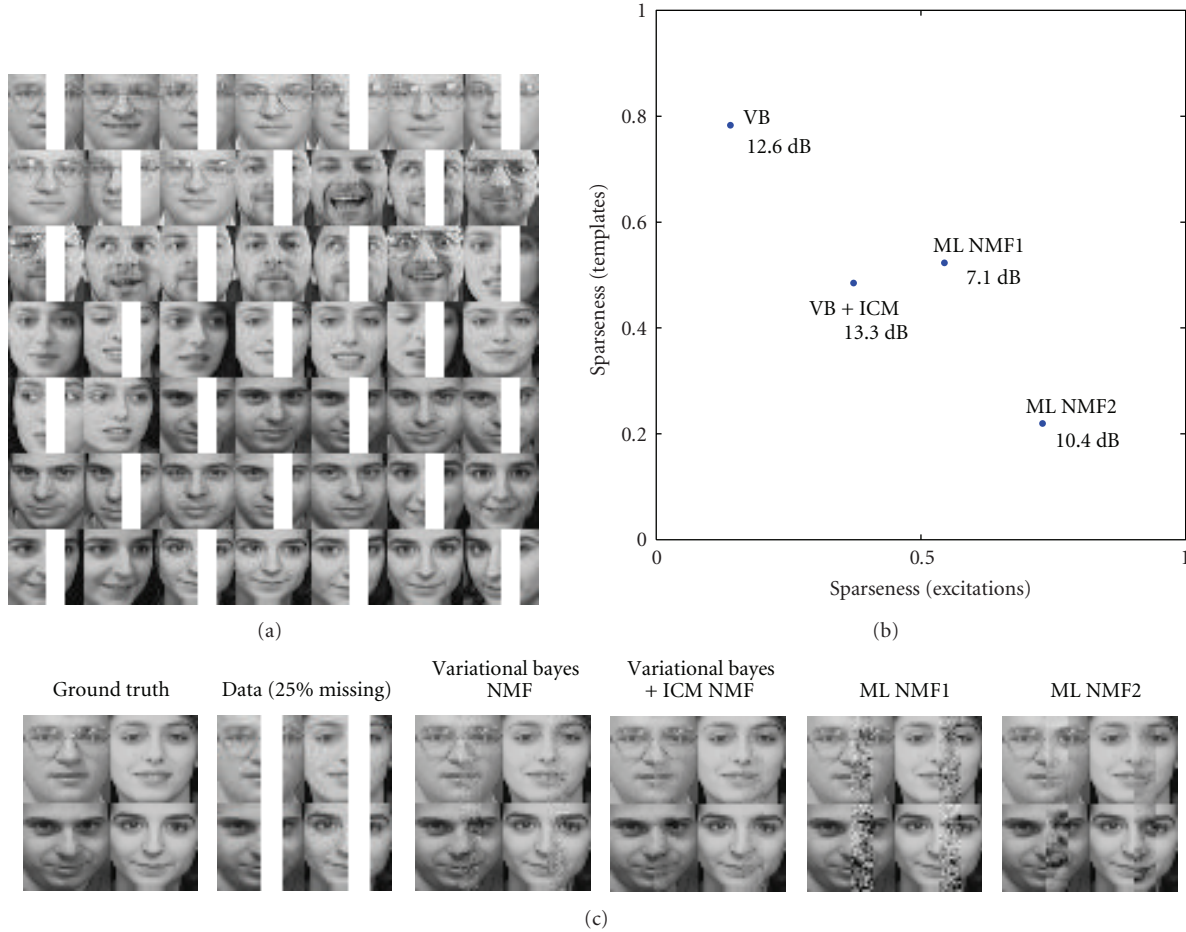 1
0.8
0.6
0.4
0.2
0
0
0.5
1
Sparseness (templates)
Sparseness (excitations)
VB
12.6 dB
ML NMF1
7.1 dB
VB + ICM
13.3 dB
ML NMF2
10.4 dB
(a)
(b)
Ground truth
Data (25% missing)
Variational bayes
NMF
Variational bayes
+ ICM NMF
ML NMF1
ML NMF2
(c)